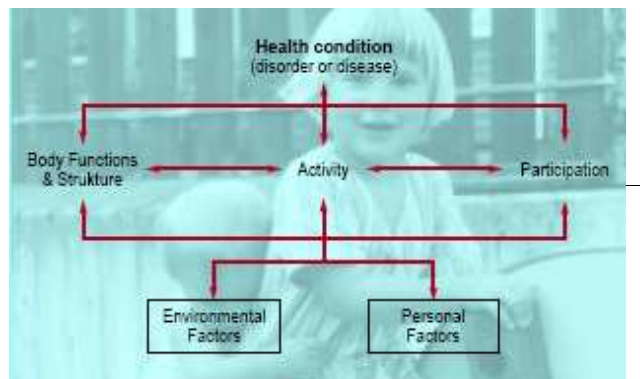 Health condition
(disorder or disease)
Body Functions
& Strukture
Activity
Participation
Environmental
Factors
Personal
Factors